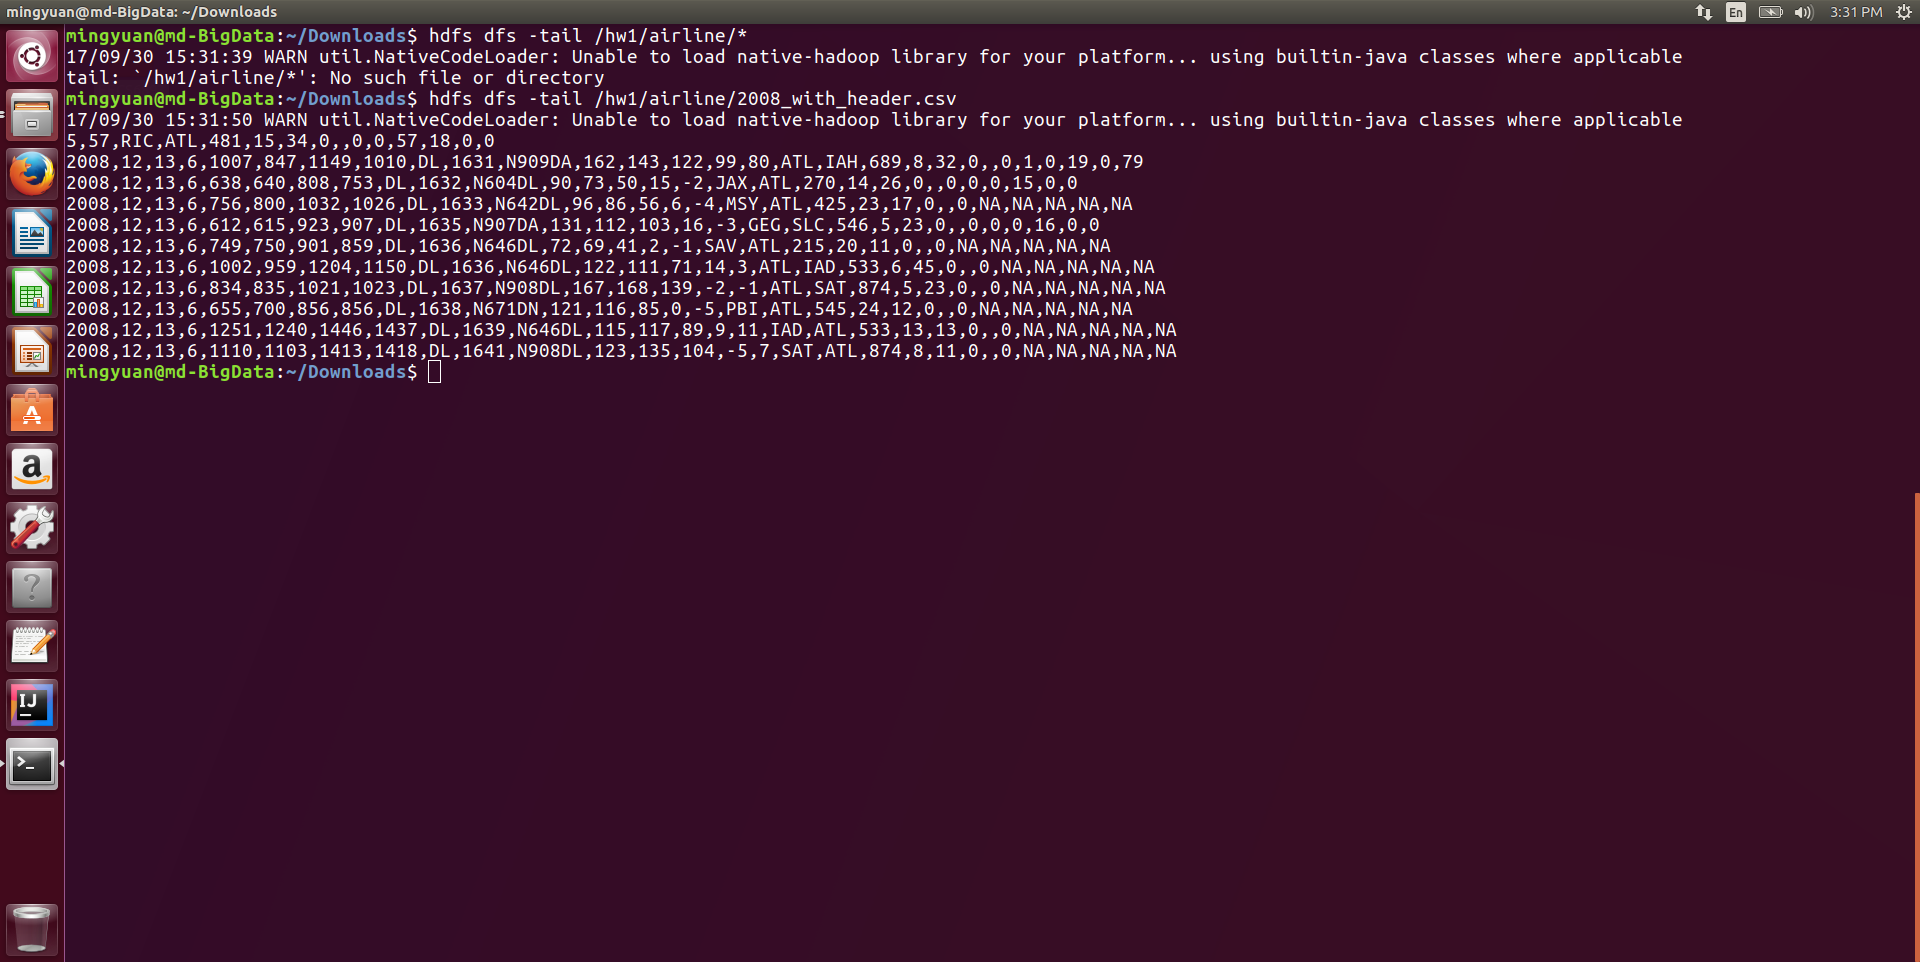 mingyuan@md-BigData: ~/Downloads
En
3:31 PM
mingyuan@md-BigData:~/Downloads$ hdfs dfs -tail /hw1/airline/*
17/09/30 15:31:39 WARN util.NativeCodeLoader: Unable to load native-hadoop library for your platform... using builtin-java classes where applicable
tail: `/hw1/airline/*': No such file or directory
mingyuan@md-BigData:~/Downloads$ hdfs dfs -tail /hw1/airline/2008_with_header.csv
17/09/30 15:31:50 WARN util.NativeCodeLoader: Unable to load native-hadoop library for your platform... using builtin-java classes where applicable
5,57,RIC,ATL,481,15,34,0,,0,0,57,18,0,0
2008,12,13,6,1007,847,1149,1010,DL,1631,N909DA,162,143,122,99,80,ATL,IAH,689,8,32,0,,0,1,0,19,0,79
2008,12,13,6,638,640,808,753,DL,1632,N604DL,90,73,50,15,-2,JAX,ATL,270,14,26,0,,0,0,0,15,0,0
2008,12,13,6,756,800,1032,1026,DL,1633,N642DL,96,86,56,6,-4,MSY,ATL,425,23,17,0,,0,NA,NA,NA,NA,NA
2008,12,13,6,612,615,923,907,DL,1635,N907DA,131,112,103,16,-3,GEG,SLC,546,5,23,0,,0,0,0,16,0,0
2008,12,13,6,749,750,901,859,DL,1636,N646DL,72,69,41,2,-1,SAV,ATL,215,20,11,0,,0,NA,NA,NA,NA,NA
2008,12,13,6,1002,959,1204,1150,DL,1636,N646DL,122,111,71,14,3,ATL,IAD,533,6,45,0,,0,NA,NA,NA,NA,NA
2008,12,13,6,834,835,1021,1023,DL,1637,N908DL,167,168,139,-2,-1,ATL,SAT,874,5,23,0,,0,NA,NA,NA,NA,NA
2008,12,13,6,655,700,856,856,DL,1638,N671DN,121,116,85,0,-5,PBI,ATL,545,24,12,0,,0,NA,NA,NA,NA,NA
2008,12,13,6,1251,1240,1446,1437,DL,1639,N646DL,115,117,89,9,11,IAD,ATL,533,13,13,0,,0,NA,NA,NA,NA,NA
2008,12,13,6,1110,1103,1413,1418,DL,1641,N908DL,123,135,104,-5,7,SAT,ATL,874,8,11,0,,0,NA,NA,NA,NA,NA
mingyuan@md-BigData:~/Downloads$
A
a
?
IJ
>_